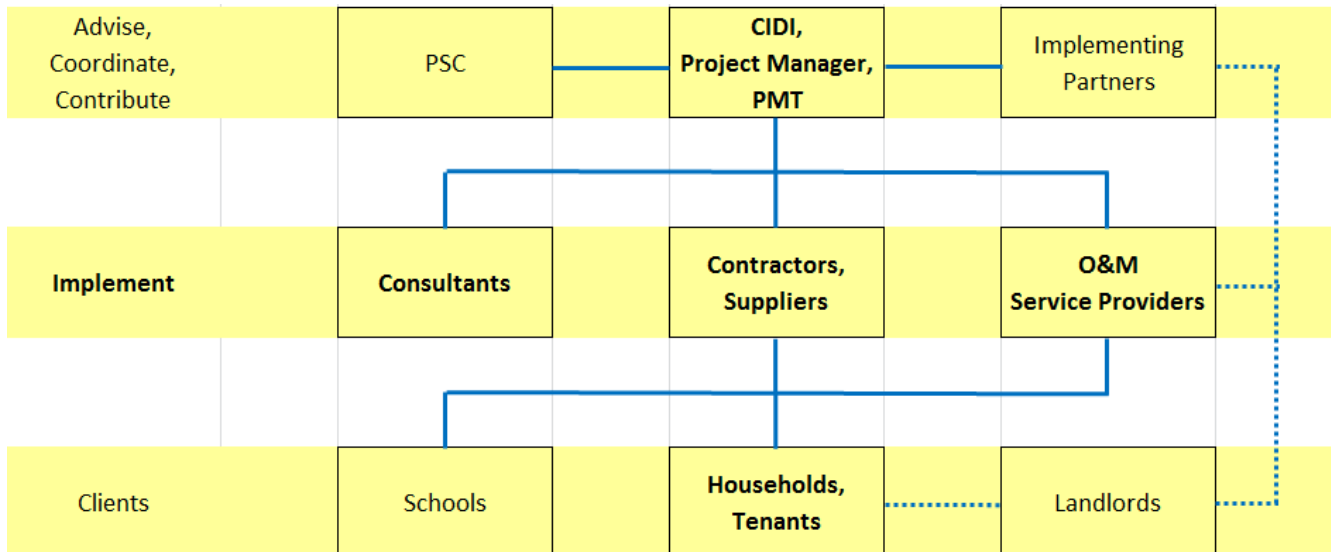 Advise,
Coordinate,
Contribute
PSC
CIDI,
Project Manager,
PMT
Implementing
Partners
Implement
Consultants
Contractors,
Suppliers
O&M
Service Providers
Clients
Schools
Households,
Tenants
Landlords